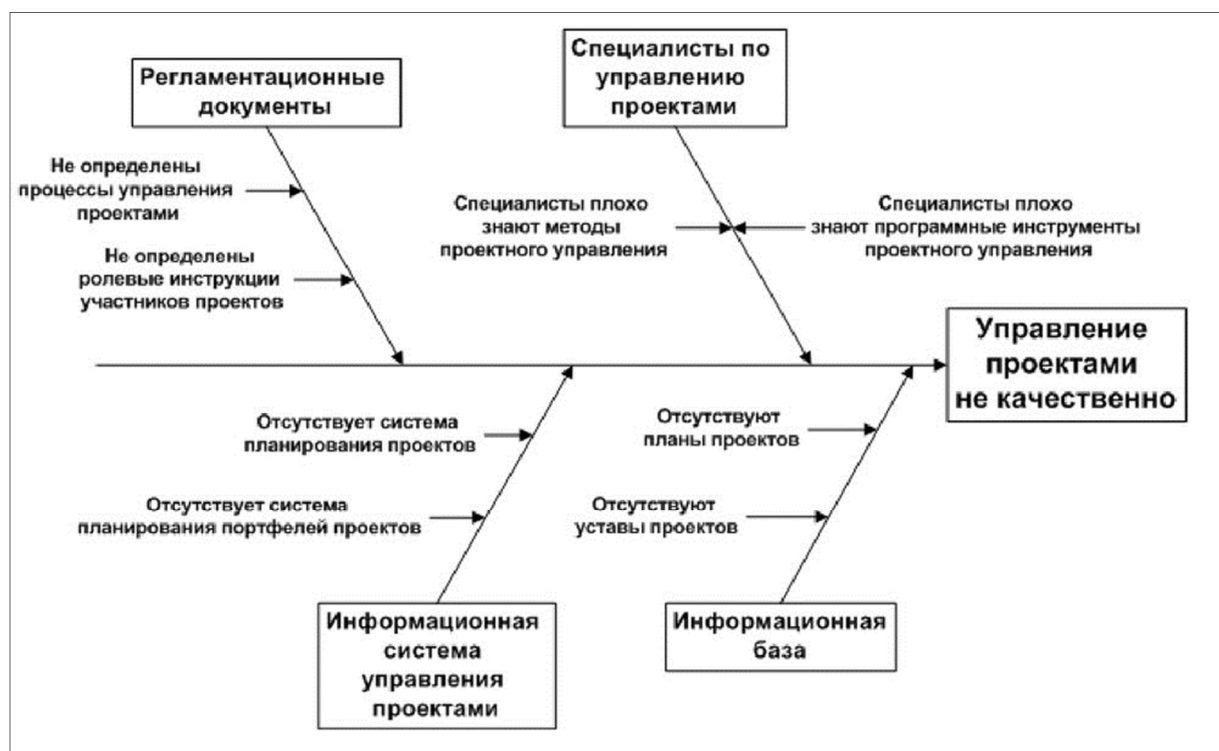 Регламентационные
документы
Специалисты по
управлению
проектами
Не определены
процессы управления
проектами
Не определены
ролевые инструкции
участников проектов
Специалисты плохо
знают методы
проектного управления
Специалисты плохо
знают программные инструменты
проектного управления
Управление
проектами
не качественно
Отсутствует система
планирования проектов
Отсутствует система
планирования портфелей проектов
Отсутствуют
планы проектов
Отсутствуют
уставы проектов
Информационная
система
управления
проектами
Информационная
база